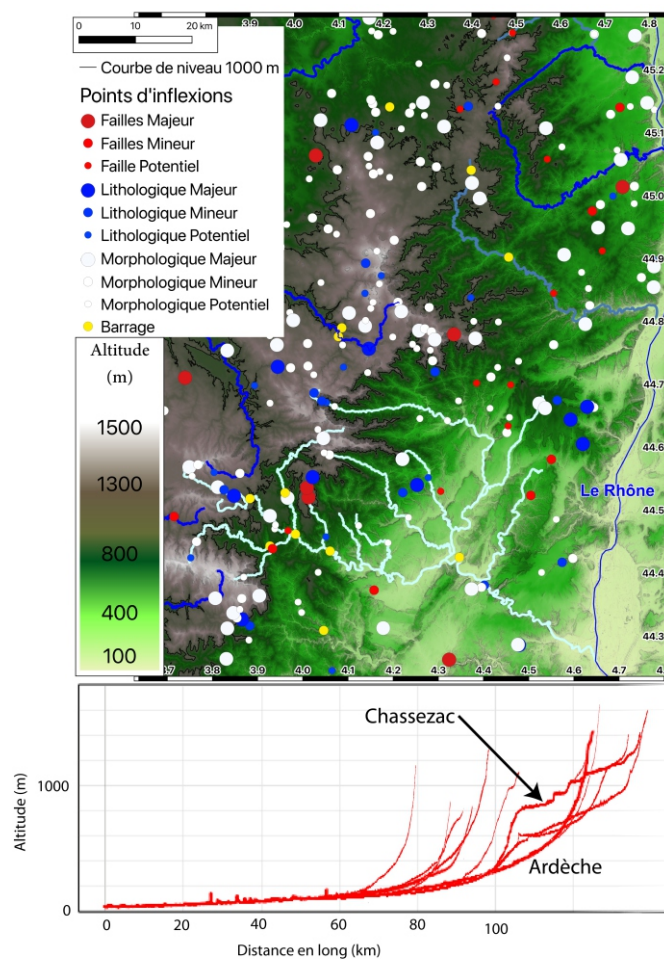 0 10 20 km
4.0 4.1 4.2 4.3 4.4 4.5 4.6 4.7 4.8
Courbe de niveau 1000 m
Points d'inflexions
Failles Majeur
Failles Mineur
Faille Potentiel
Lithologique Majeur
Lithologique Mineur
Lithologique Potentiel
Morphologique Majeur
Morphologique Mineur
Morphologique Potentiel
Barrage
45.2
45.1
45.0
44.9
44.8
44.7
44.6
44.5
44.4
44.3
Altitude
(m)
1500
1300
800
400
100
Le Rhône
3.7 3.8 3.9 4.0 4.1 4.2 4.3 4.4 4.5 4.6 4.7
Chassezac
Ardèche
Altitude (m)
1000
0
0 20 40 60 80 100
Distance en long (km)